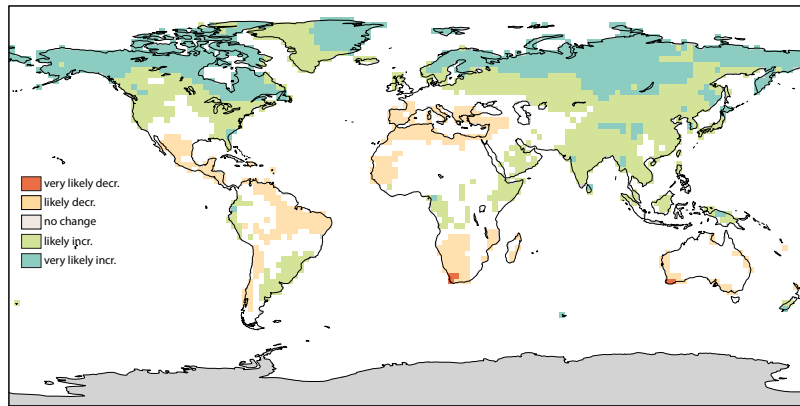 very likely decr.
likely decr.
no change
likely incr.
very likely incr.